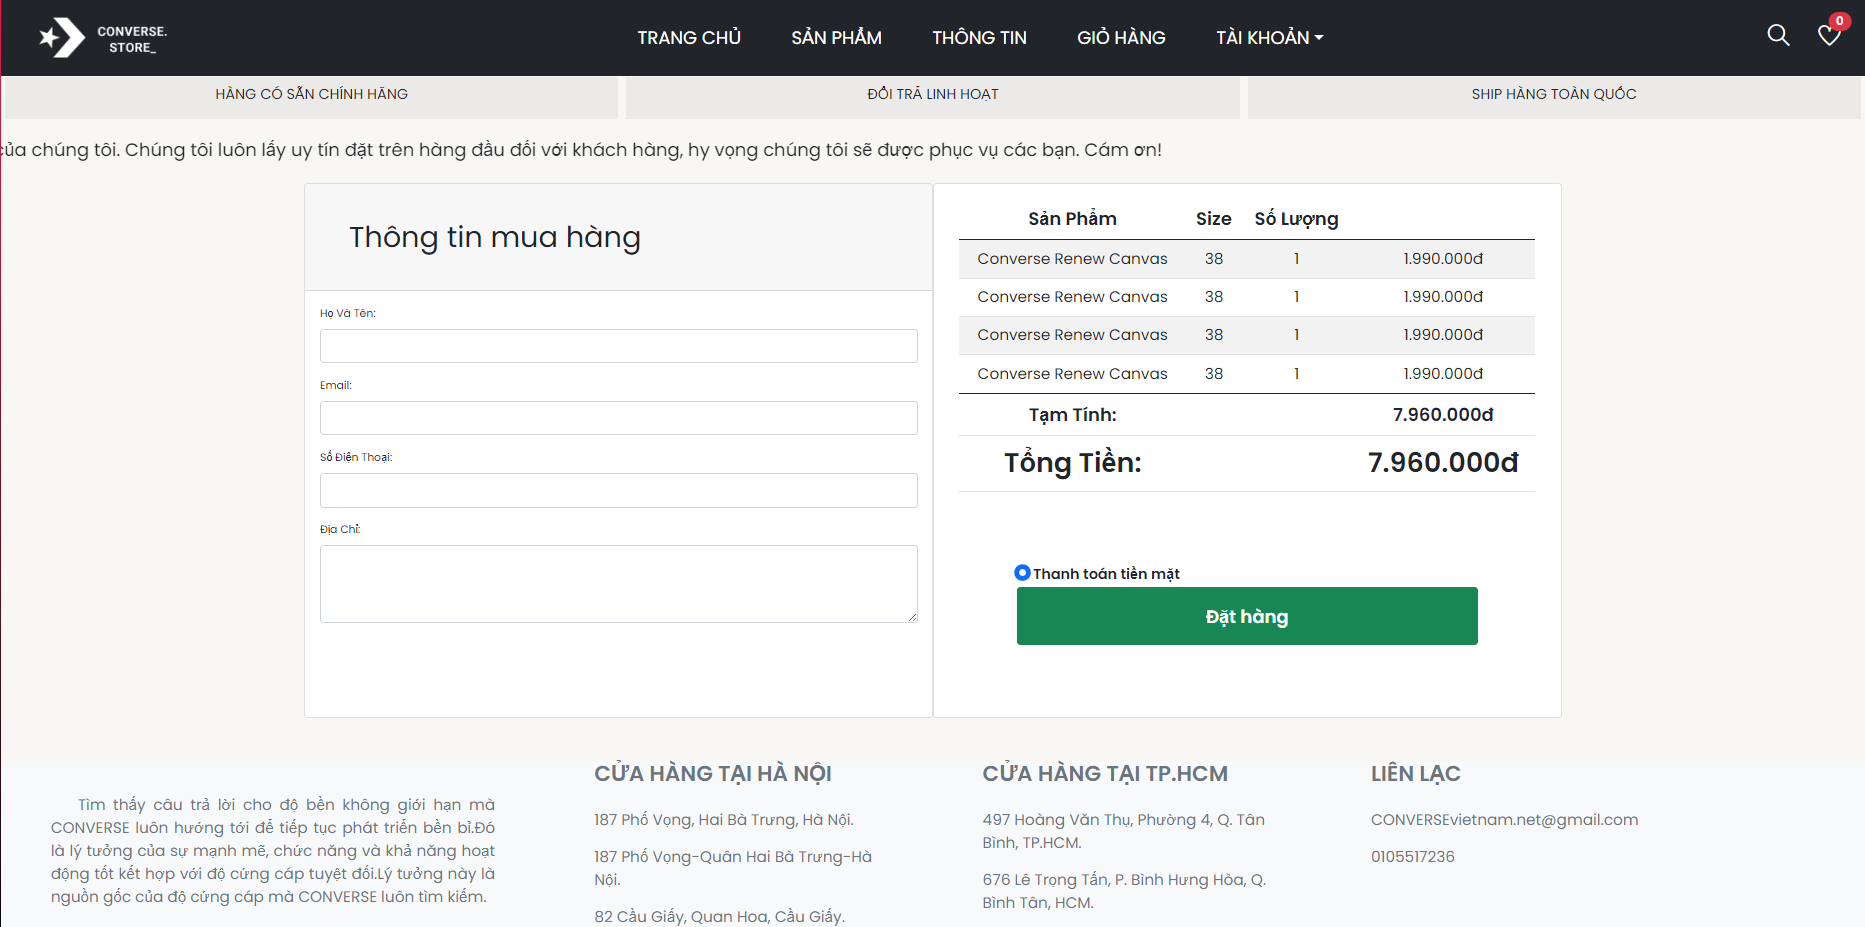 CONVERSE.
STORE_
TRANG CHỦ SẢN PHẨM THÔNG TIN GIỎ HÀNG TÀI KHOẢN 0
HÀNG CÓ SẴN CHÍNH HÃNG ĐỔI TRẢ LINH HOẠT SHIP HÀNG TOÀN QUỐC
của chúng tôi. Chúng tôi luôn lấy uy tín đặt trên hàng đầu đối với khách hàng, hy vọng chúng tôi sẽ được phục vụ các bạn. Cám ơn!
Thông tin mua hàng
Họ Và Tên:
Email:
Số Điện Thoại:
Địa Chỉ:
Sản Phẩm Size Số Lượng
Converse Renew Canvas 38 1 1.990.000đ
Converse Renew Canvas 38 1 1.990.000đ
Converse Renew Canvas 38 1 1.990.000đ
Converse Renew Canvas 38 1 1.990.000đ
Tạm Tính: 7.960.000đ
Tổng Tiền: 7.960.000đ
Thanh toán tiền mặt
Đặt hàng
Tìm thấy câu trả lời cho độ bền không giới hạn mà
CONVERSE luôn hướng tới để tiếp tục phát triển bền bỉ.Đó
là lý tưởng của sự mạnh mẽ, chức năng và khả năng hoạt
động tốt kết hợp với độ cứng cáp tuyệt đối.Lý tưởng này là
nguồn gốc của độ cứng cáp mà CONVERSE luôn tìm kiếm.
CỬA HÀNG TẠI HÀ NỘI
187 Phố Vọng, Hai Bà Trưng, Hà Nội.
187 Phố Vọng-Quân Hai Bà Trưng-Hà
Nội.
82 Cầu Giấy, Quan Hoa, Cầu Giấy.
CỬA HÀNG TẠI TP.HCM
497 Hoàng Văn Thụ, Phường 4, Q. Tân
Bình, TP.HCM.
676 Lê Trọng Tấn, P. Bình Hưng Hòa, Q.
Bình Tân, HCM.
LIÊN LẠC
CONVERSEvietnam.net@gmail.com
0105517236